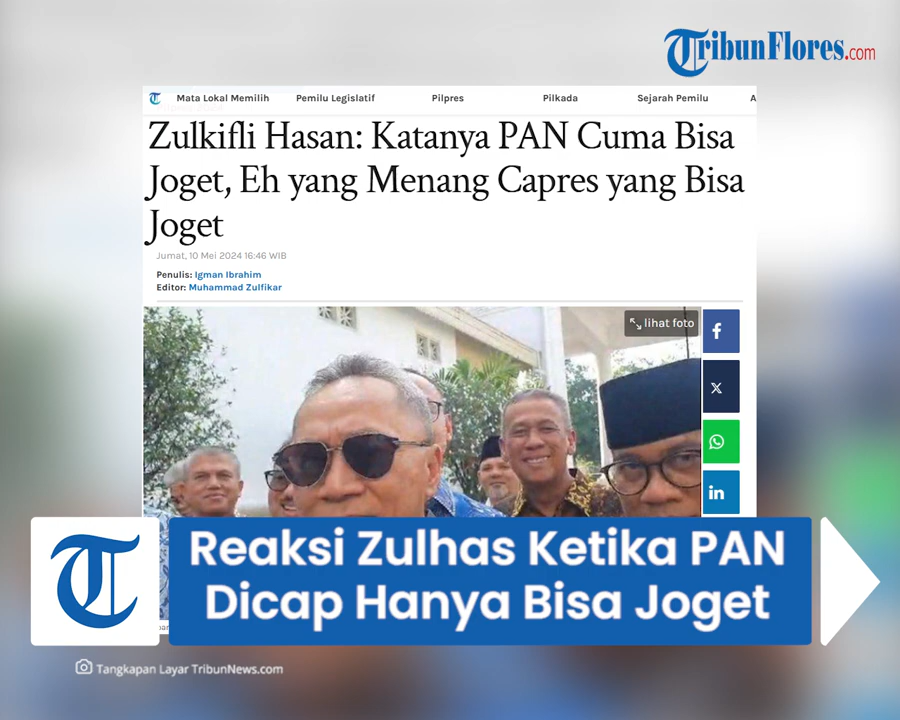 TribunFlores.com
Mata Lokal Memilih Pemilu Legislatif Pilpres Pilkada Sejarah Pemilu A
Zulkifli Hasan: Katanya PAN Cuma Bisa
Joget, Eh yang Menang Capres yang Bisa
Joget
Jumat, 10 Mei 2024 16:46 WIB
Penulis: Igman Ibrahim
Editor: Muhammad Zulfikar
lihat foto
Reaksi Zulhas Ketika PAN
Dicap Hanya Bisa Joget
Tangkapan Layar TribunNews.com